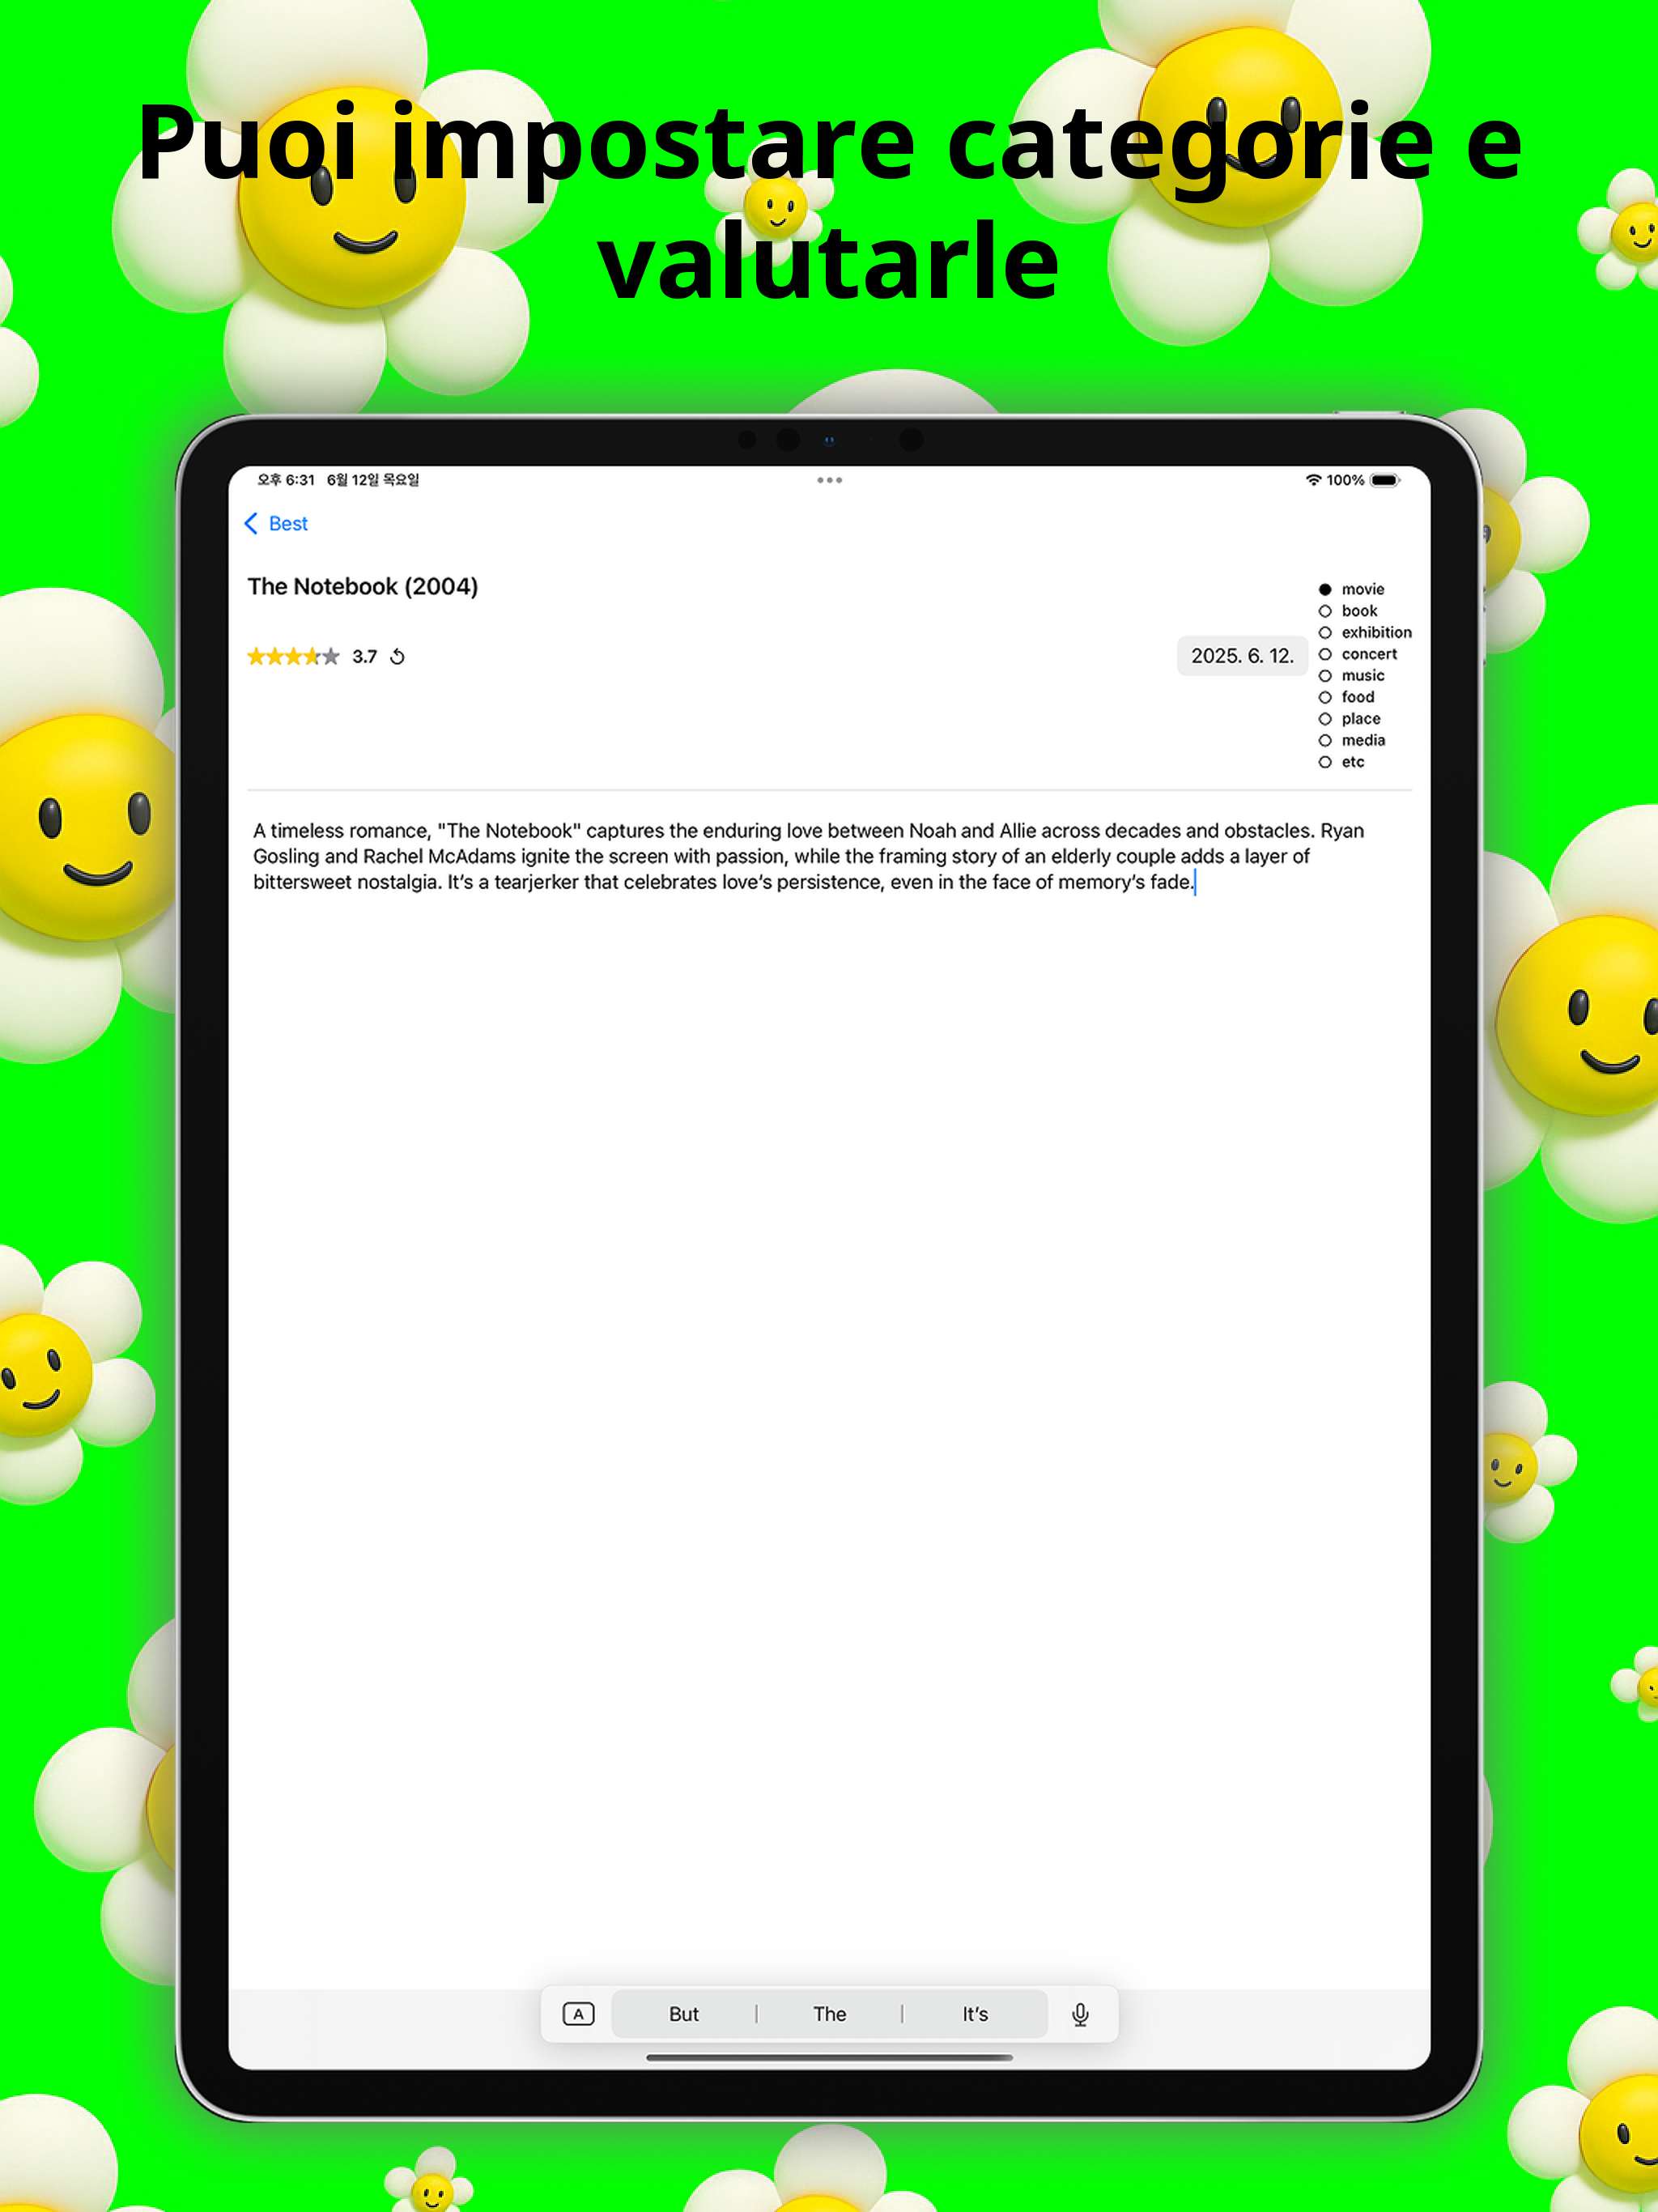 Puoi impostare categorie e
valutarle
오후 6:31 6월 12일 목요일
100%
Best
The Notebook (2004)
3.7
2025. 6. 12.
movie
book
exhibition
concert
music
food
place
media
etc
A timeless romance, "The Notebook" captures the enduring love between Noah and Allie across decades and obstacles. Ryan
Gosling and Rachel McAdams ignite the screen with passion, while the framing story of an elderly couple adds a layer of
bittersweet nostalgia. It’s a tearjerker that celebrates love’s persistence, even in the face of memory’s fade.
A But The It’s